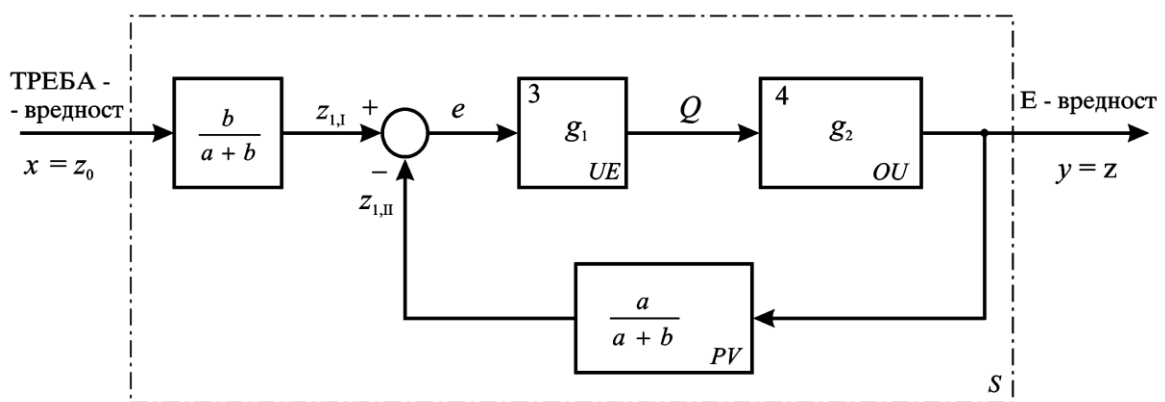 ТРЕБА -
- вредност
x = z₀
b
a + b
z₁,I
+
−
z₁,II
e
3
g₁
UE
Q
4
g₂
OU
Е - вредност
y = z
a
a + b
PV
S